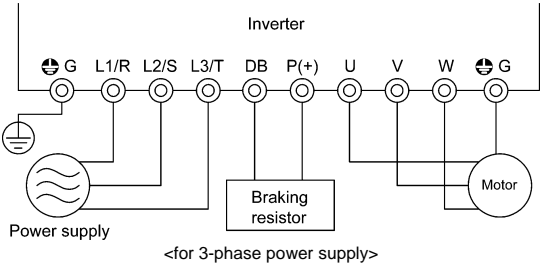 Inverter
G L1/R L2/S L3/T DB P(+) U V W G
Braking
resistor
Motor
Power supply
<for 3-phase power supply>